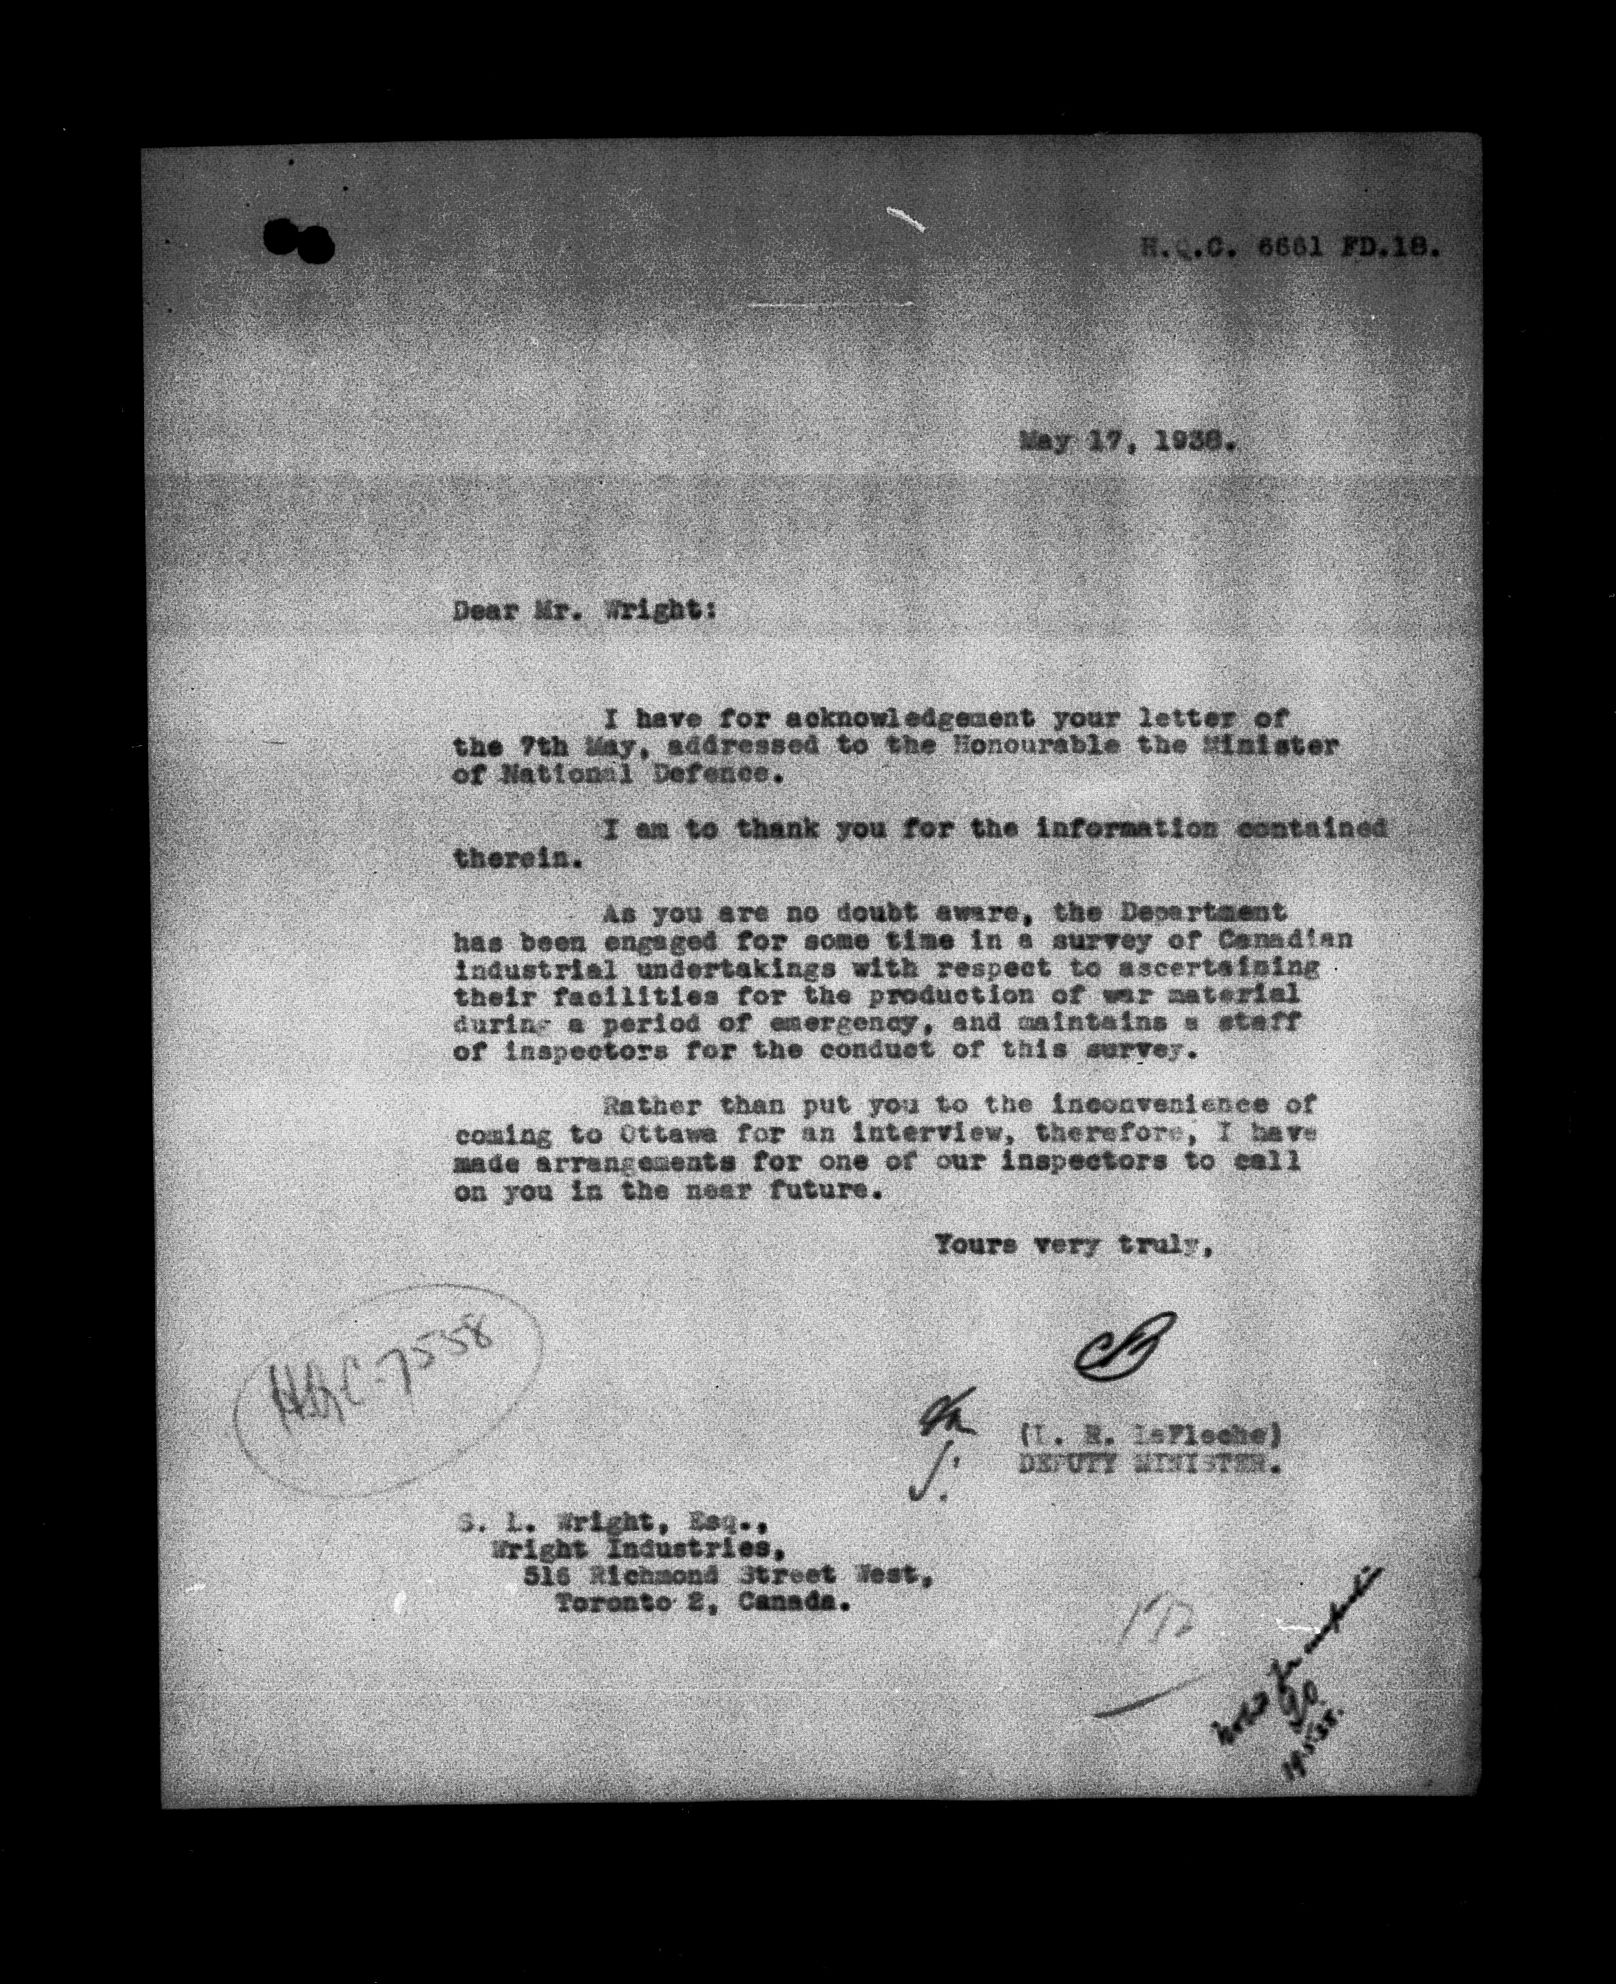 H.Q.C. 6661 FD.18.
May 17, 1938.
Dear Mr. Wright:
I have for acknowledgement your letter of
the 7th May, addressed to the Honourable the Minister
of National Defence.
I am to thank you for the information contained
therein.
As you are no doubt aware, the Department
has been engaged for some time in a survey of Canadian
industrial undertakings with respect to ascertaining
their facilities for the production of war material
during a period of emergency, and maintains a staff
of inspectors for the conduct of this survey.
Rather than put you to the inconvenience of
coming to Ottawa for an interview, therefore, I have
made arrangements for one of our inspectors to call
on you in the near future.
Yours very truly,
HQC-7558
(L. R. LaFleche)
DEPUTY MINISTER.
S. L. Wright, Esq.,
Wright Industries,
516 Richmond Street West,
Toronto 2, Canada.